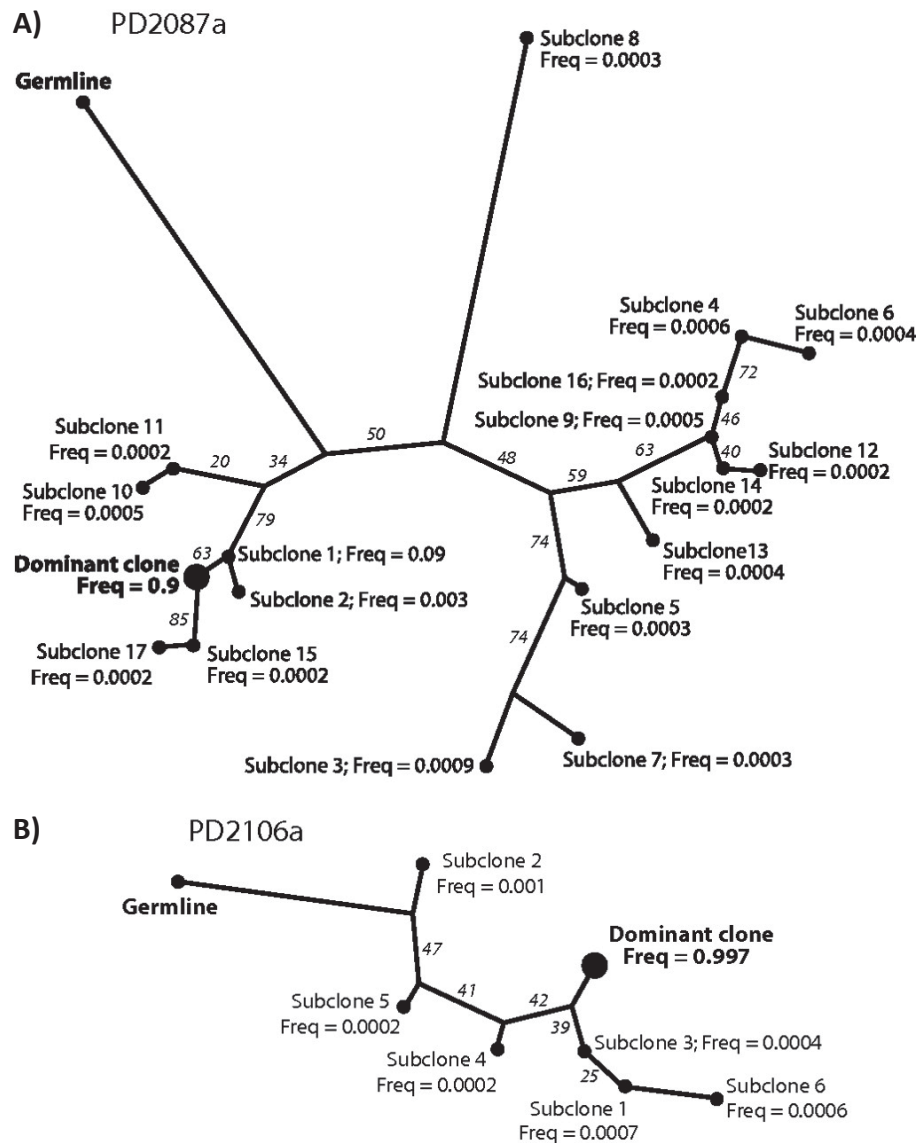 A)
PD2087a
Subclone 8
Freq = 0.0003
Germline
Subclone 4
Freq = 0.0006
Subclone 6
Freq = 0.0004
72
Subclone 16; Freq = 0.0002
Subclone 9; Freq = 0.0005
46
50
Subclone 11
Freq = 0.0002
20
34
48
59
63
40
Subclone 12
Freq = 0.0002
Subclone 14
Freq = 0.0002
Subclone 10
Freq = 0.0005
79
74
Subclone13
Freq = 0.0004
63
Subclone 1; Freq = 0.09
Dominant clone
Freq = 0.9
Subclone 2; Freq = 0.003
Subclone 5
Freq = 0.0003
85
74
Subclone 17
Freq = 0.0002
Subclone 15
Freq = 0.0002
Subclone 3; Freq = 0.0009
Subclone 7; Freq = 0.0003
B)
PD2106a
Subclone 2
Freq = 0.001
Germline
Dominant clone
Freq = 0.997
47
41
42
Subclone 5
Freq = 0.0002
39
Subclone 4
Freq = 0.0002
Subclone 3; Freq = 0.0004
25
Subclone 1
Freq = 0.0007
Subclone 6
Freq = 0.0006